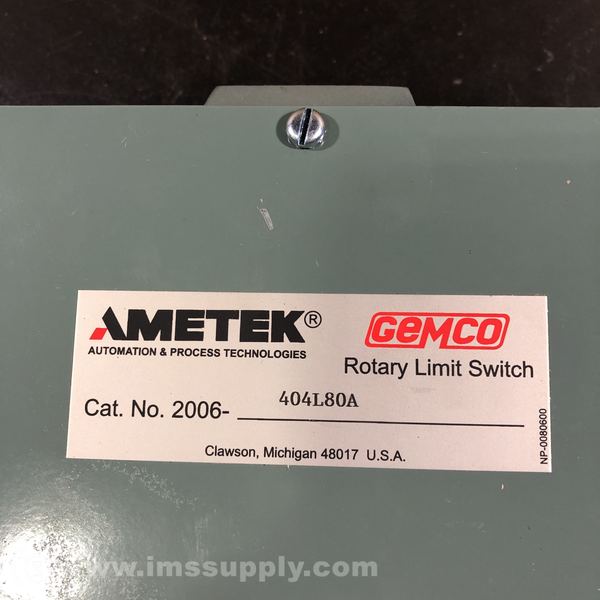 AMETEK®
AUTOMATION & PROCESS TECHNOLOGIES
GEMCO
Rotary Limit Switch
Cat. No. 2006- 404L80A
Clawson, Michigan 48017 U.S.A.
NP-0080600
www.imssupply.com